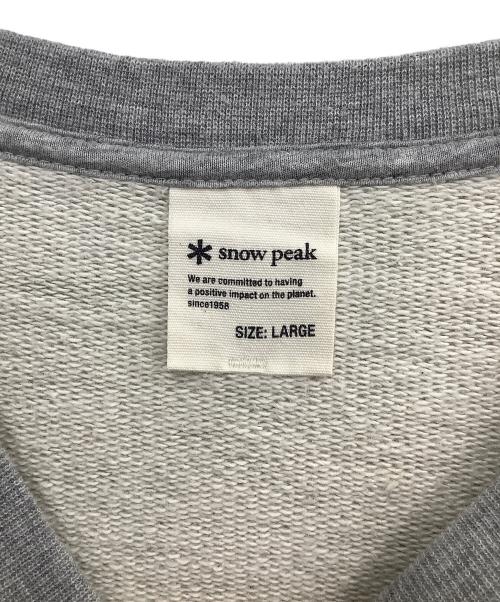 snow peak
We are committed to having
a positive impact on the planet.
since1958
SIZE: LARGE